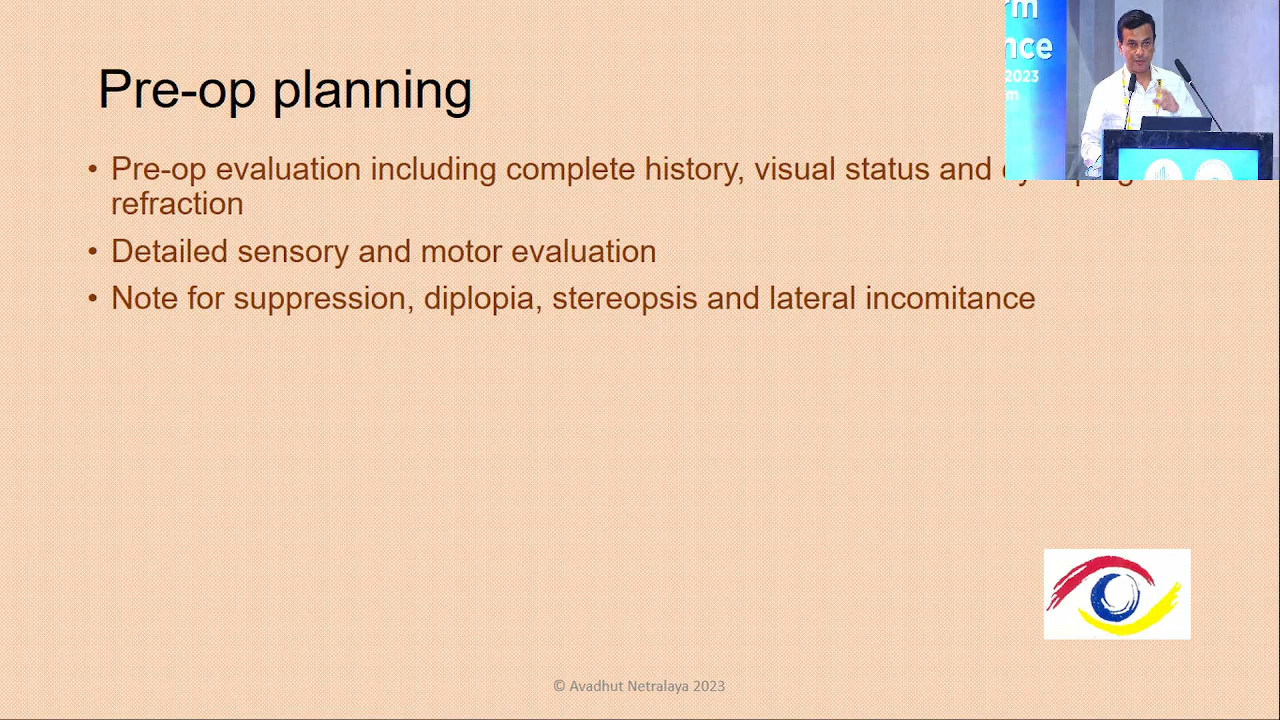 Pre-op planning
• Pre-op evaluation including complete history, visual status and
refraction
• Detailed sensory and motor evaluation
• Note for suppression, diplopia, stereopsis and lateral incomitance
© Avadhut Netralaya 2023
2023